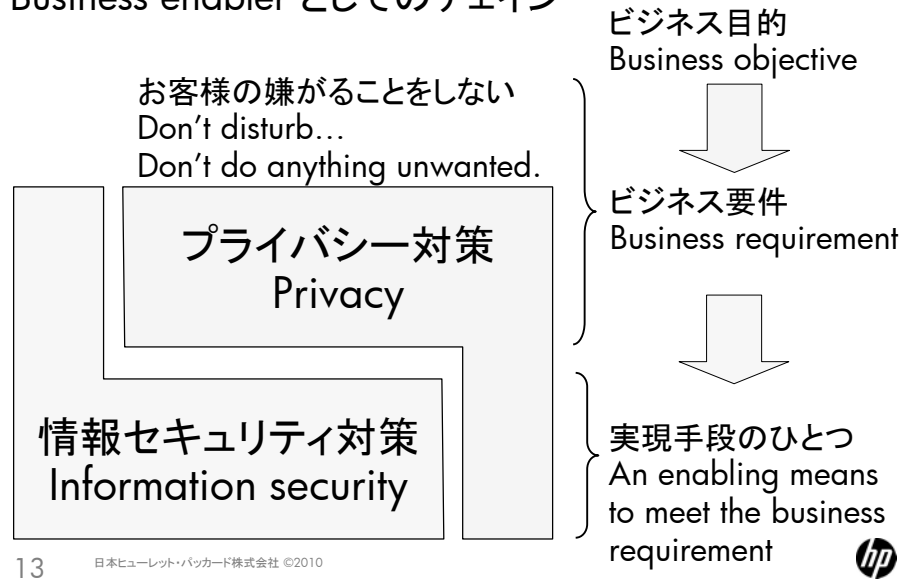 Business enabler としてのチェイン
お客様の嫌がることをしない
Don't disturb…
Don't do anything unwanted.
プライバシー対策
Privacy
情報セキュリティ対策
Information security
ビジネス目的
Business objective
ビジネス要件
Business requirement
実現手段のひとつ
An enabling means
to meet the business
requirement
13
日本ヒューレット・パッカード株式会社 ©2010
hp